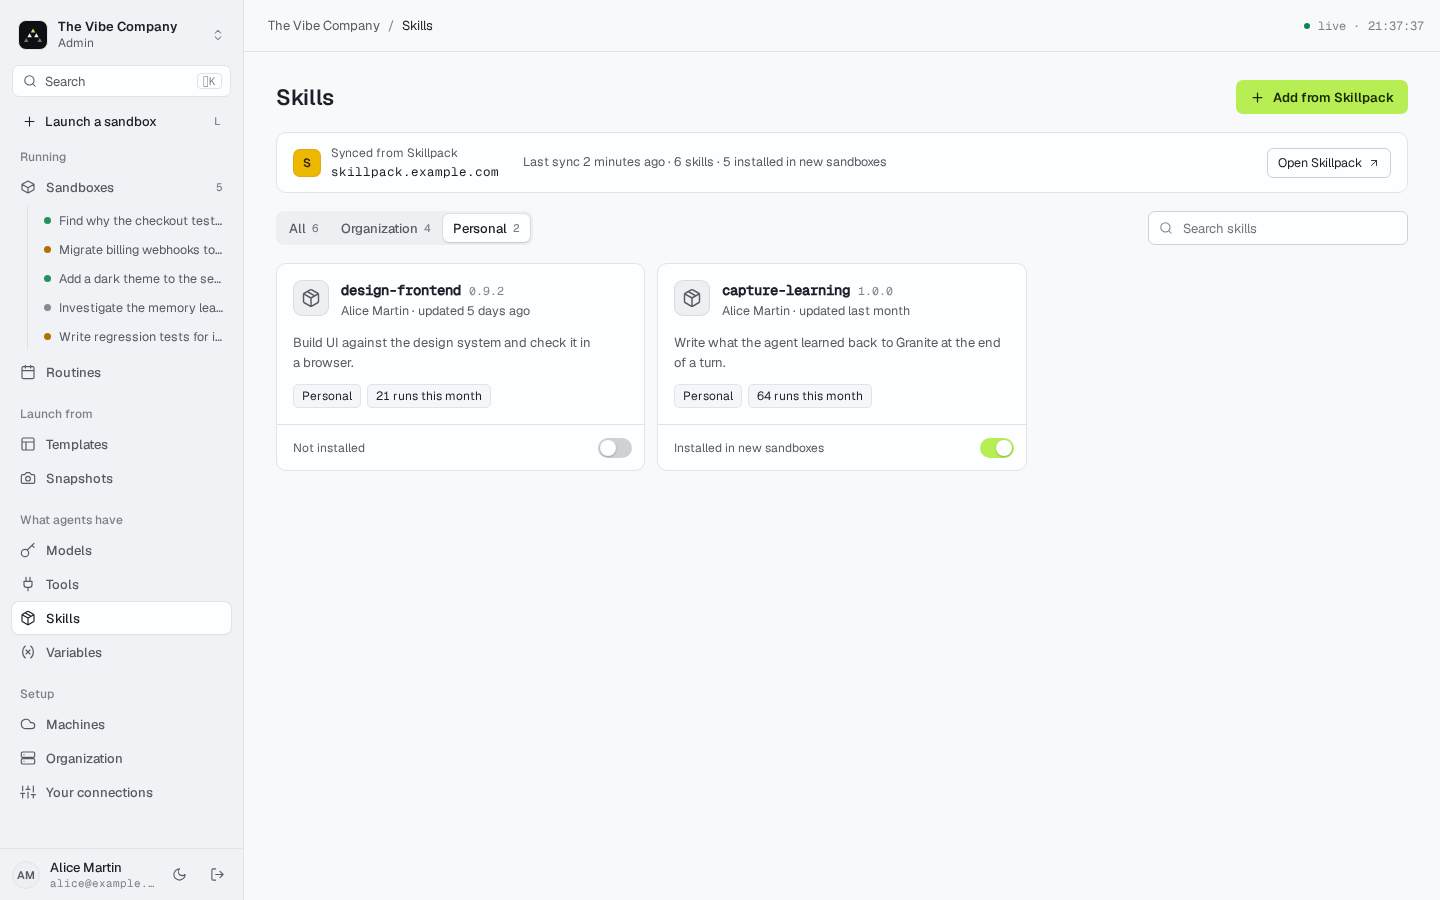 The Vibe Company
Admin
Search
K
Launch a sandbox
L
Running
Sandboxes
5
Find why the checkout test...
Migrate billing webhooks to...
Add a dark theme to the se...
Investigate the memory lea...
Write regression tests for i...
Routines
Launch from
Templates
Snapshots
What agents have
Models
Tools
Skills
Variables
Setup
Machines
Organization
Your connections
AM
Alice Martin
alice@example....
The Vibe Company / Skills
live · 21:37:37
Skills
Add from Skillpack
S
Synced from Skillpack
skillpack.example.com
Last sync 2 minutes ago · 6 skills · 5 installed in new sandboxes
Open Skillpack
All 6
Organization 4
Personal 2
Search skills
design-frontend 0.9.2
Alice Martin · updated 5 days ago
Build UI against the design system and check it in
a browser.
Personal
21 runs this month
Not installed
capture-learning 1.0.0
Alice Martin · updated last month
Write what the agent learned back to Granite at the end
of a turn.
Personal
64 runs this month
Installed in new sandboxes